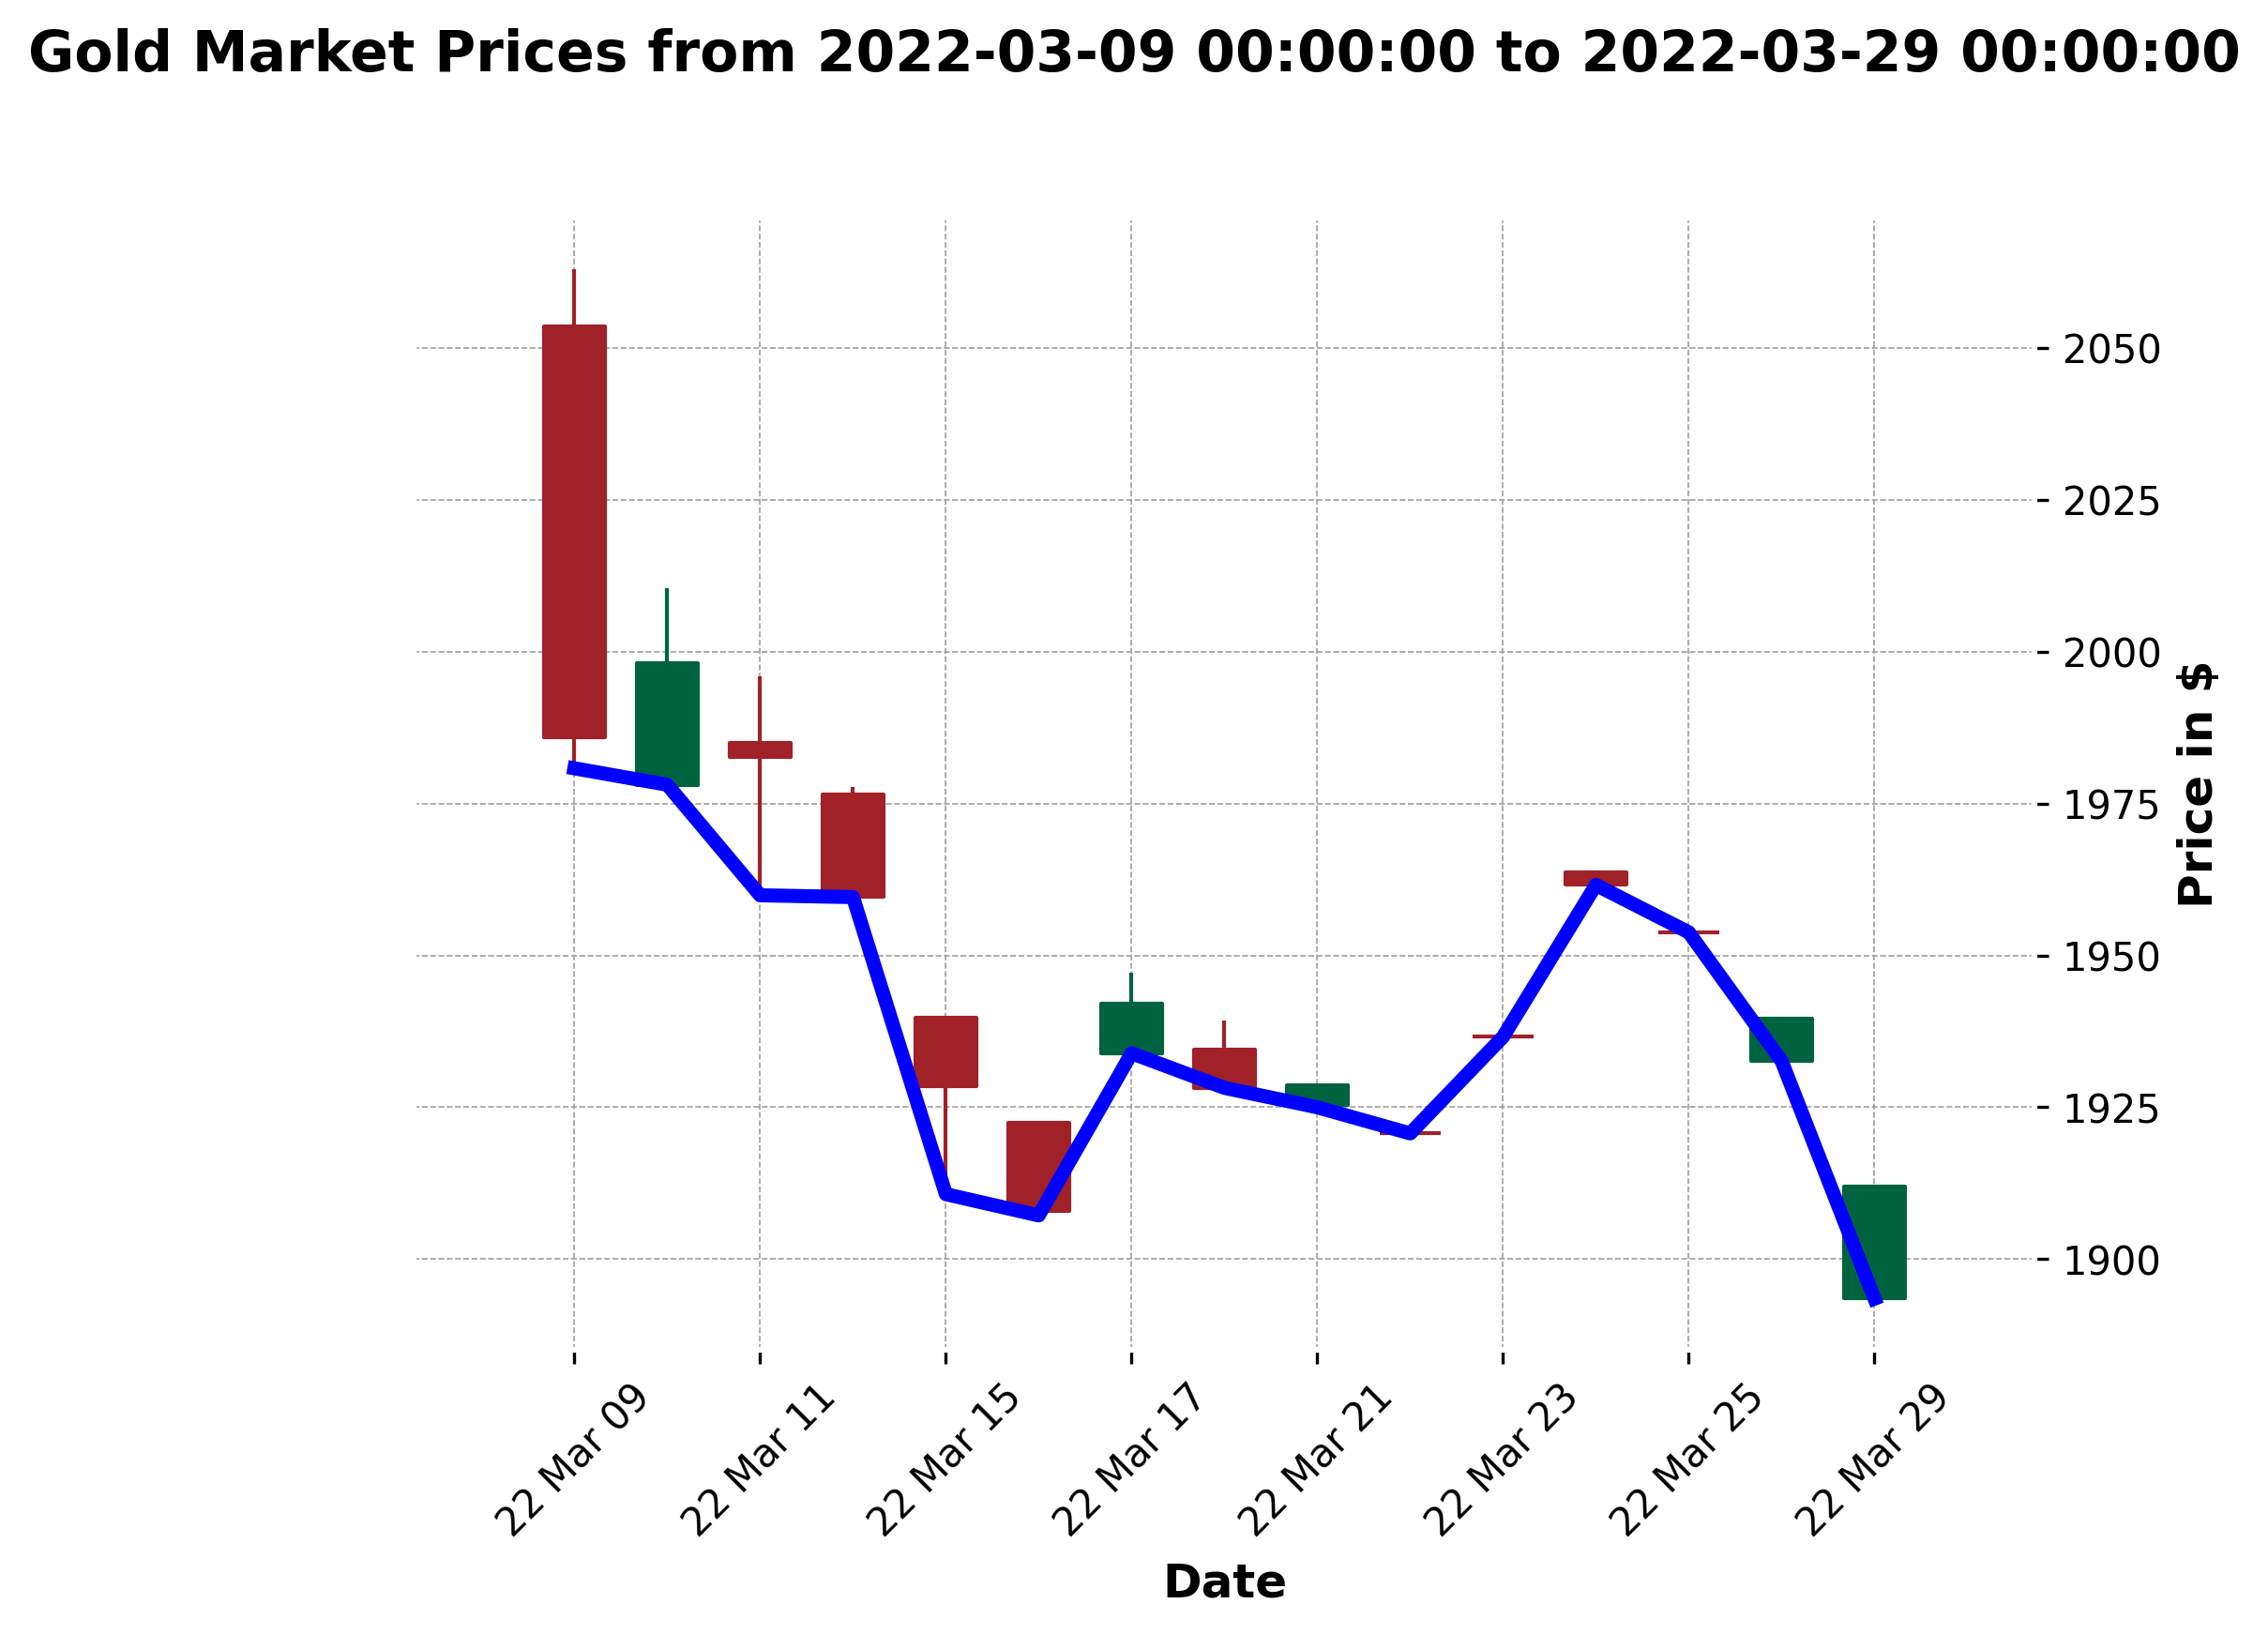 Gold Market Prices from 2022-03-09 00:00:00 to 2022-03-29 00:00:00
2050
2025
2000
1975
1950
1925
1900
Price in $
22 Mar 09
22 Mar 11
22 Mar 15
22 Mar 17
22 Mar 21
22 Mar 23
22 Mar 25
22 Mar 29
Date